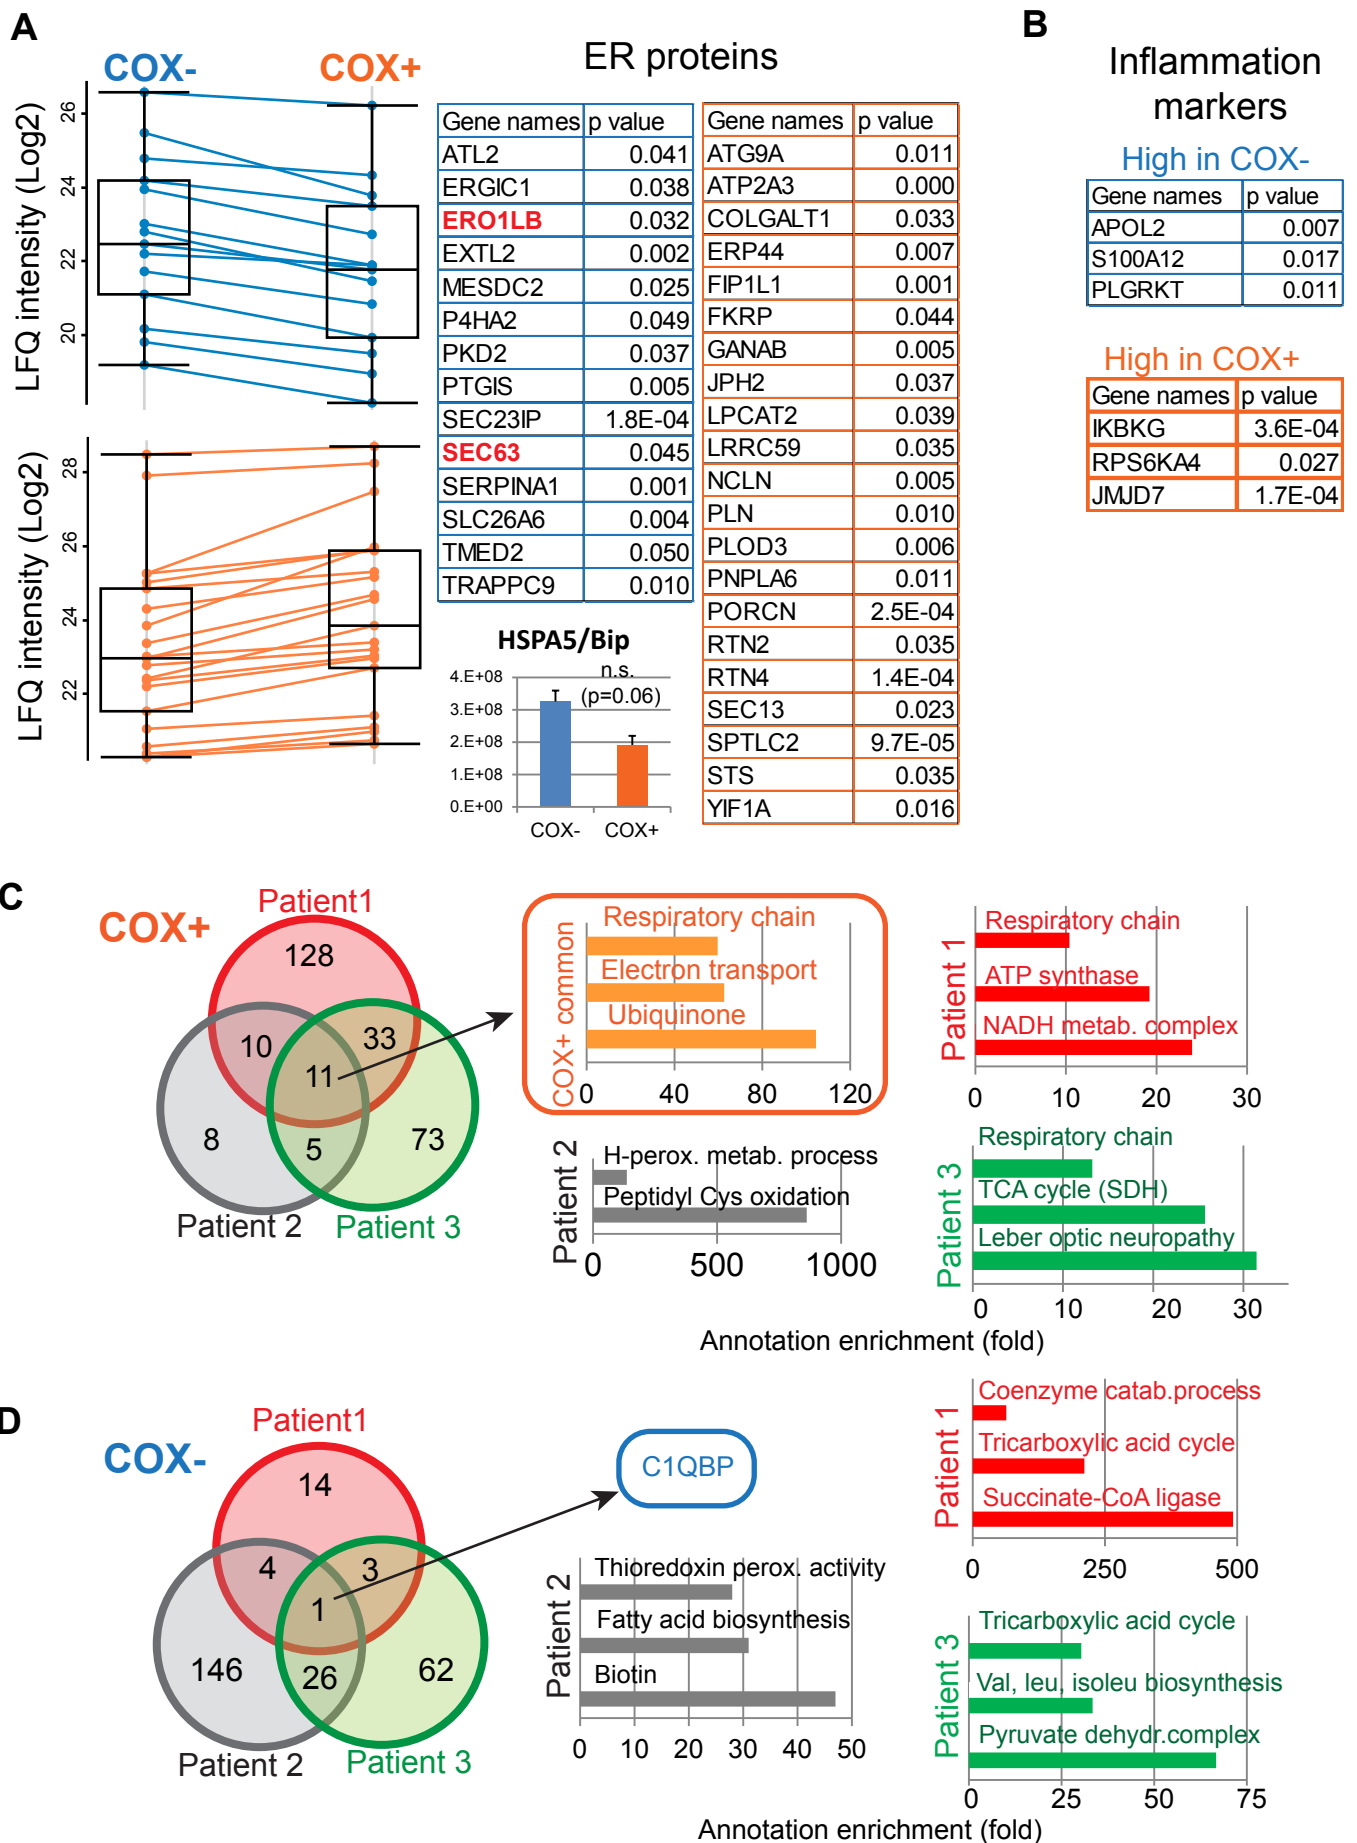 A
COX-
COX+
ER proteins
LFQ intensity (Log2)
26
24
22
20
LFQ intensity (Log2)
28
26
24
22
Gene names p value
ATL2 0.041
ERGIC1 0.038
ERO1LB 0.032
EXTL2 0.002
MESDC2 0.025
P4HA2 0.049
PKD2 0.037
PTGIS 0.005
SEC23IP 1.8E-04
SEC63 0.045
SERPINA1 0.001
SLC26A6 0.004
TMED2 0.050
TRAPPC9 0.010
HSPA5/Bip
n.s.
(p=0.06)
4.E+08
3.E+08
2.E+08
1.E+08
0.E+00
COX- COX+
Gene names p value
ATG9A 0.011
ATP2A3 0.000
COLGALT1 0.033
ERP44 0.007
FIP1L1 0.001
FKRP 0.044
GANAB 0.005
JPH2 0.037
LPCAT2 0.039
LRRC59 0.035
NCLN 0.005
PLN 0.010
PLOD3 0.006
PNPLA6 0.011
PORCN 2.5E-04
RTN2 0.035
RTN4 1.4E-04
SEC13 0.023
SPTLC2 9.7E-05
STS 0.035
YIF1A 0.016
B
Inflammation
markers
High in COX-
Gene names p value
APOL2 0.007
S100A12 0.017
PLGRKT 0.011
High in COX+
Gene names p value
IKBKG 3.6E-04
RPS6KA4 0.027
JMJD7 1.7E-04
C
COX+
Patient1
128
10
33
11
8
5
73
Patient 2
Patient 3
COX+ common
Respiratory chain
Electron transport
Ubiquinone
0 40 80 120
Patient 2
H-perox. metab. process
Peptidyl Cys oxidation
0 500 1000
Patient 1
Respiratory chain
ATP synthase
NADH metab. complex
0 10 20 30
Patient 3
Respiratory chain
TCA cycle (SDH)
Leber optic neuropathy
0 10 20 30
Annotation enrichment (fold)
D
COX-
Patient1
14
4
3
1
146
26
62
Patient 2
Patient 3
C1QBP
Patient 2
Thioredoxin perox. activity
Fatty acid biosynthesis
Biotin
0 10 20 30 40 50
Patient 1
Coenzyme catab.process
Tricarboxylic acid cycle
Succinate-CoA ligase
0 250 500
Patient 3
Tricarboxylic acid cycle
Val, leu, isoleu biosynthesis
Pyruvate dehydr.complex
0 25 50 75
Annotation enrichment (fold)